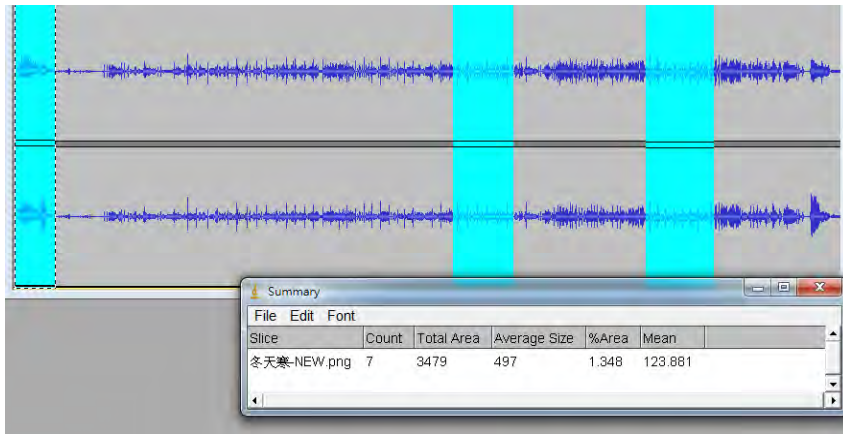 Summary
File Edit Font
Slice Count Total Area Average Size %Area Mean
冬天寒-NEW.png 7 3479 497 1.348 123.881